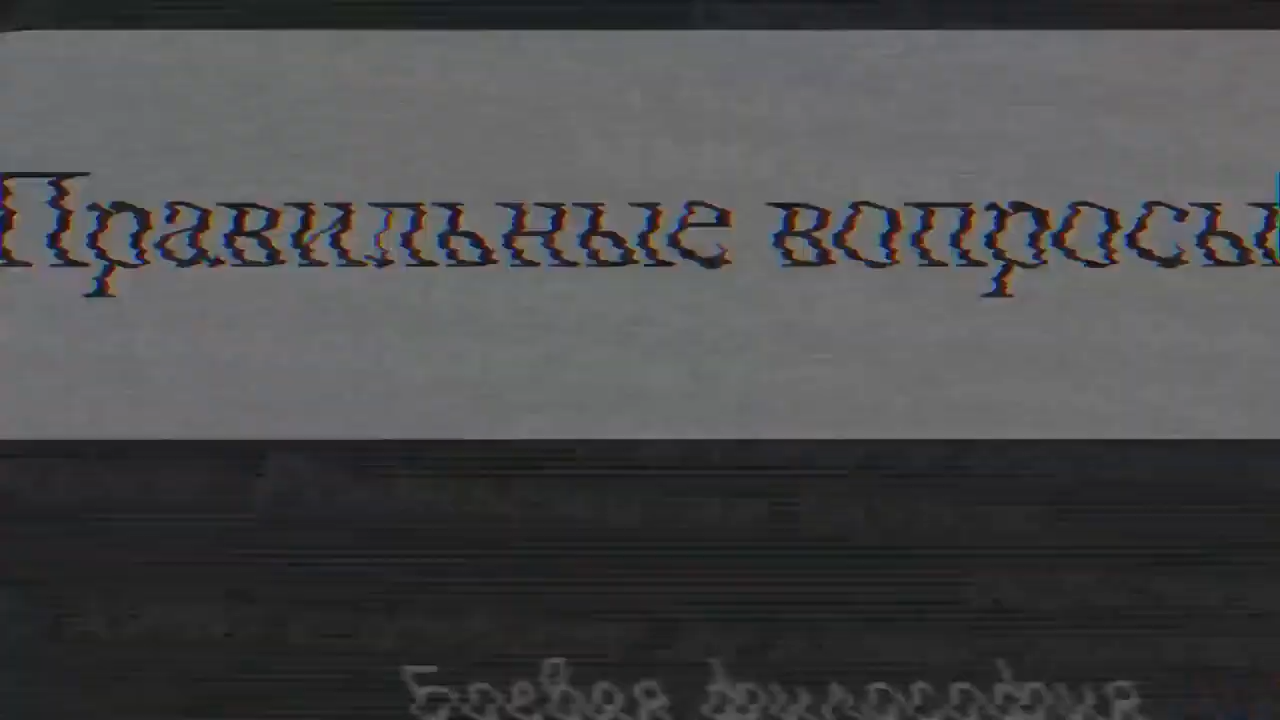 Правильные вопросы
Боевая философия